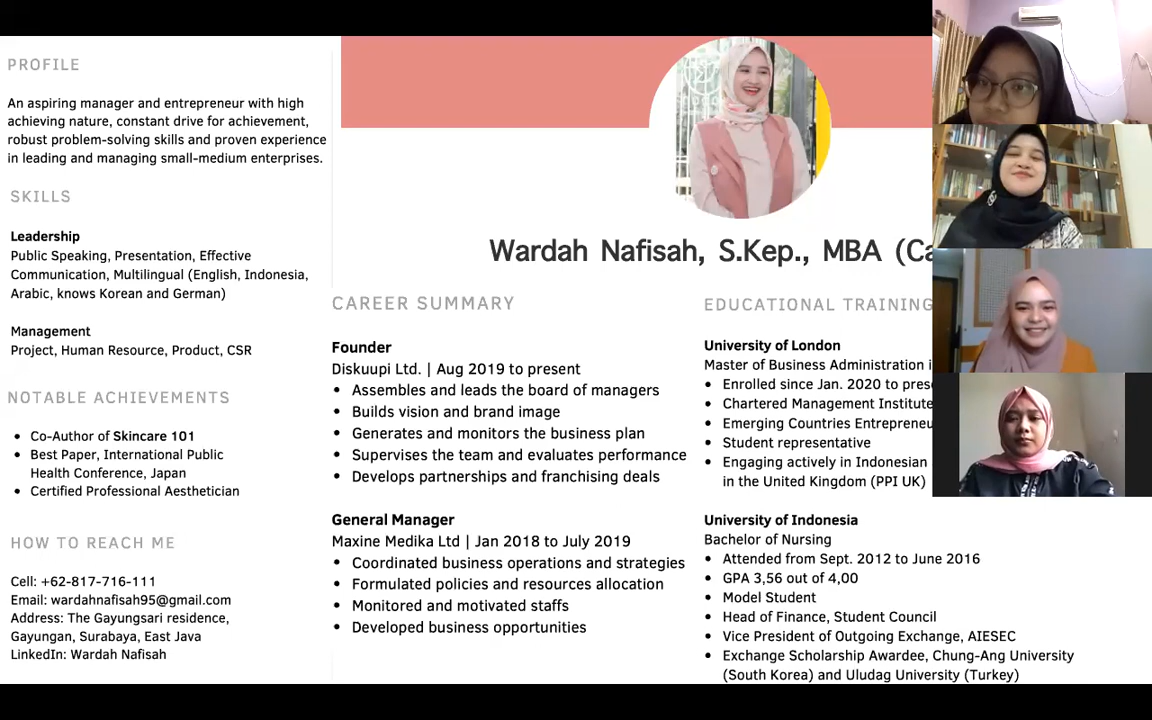 PROFILE
An aspiring manager and entrepreneur with high
achieving nature, constant drive for achievement,
robust problem-solving skills and proven experience
in leading and managing small-medium enterprises.
SKILLS
Leadership
Public Speaking, Presentation, Effective
Communication, Multilingual (English, Indonesia,
Arabic, knows Korean and German)
Management
Project, Human Resource, Product, CSR
NOTABLE ACHIEVEMENTS
• Co-Author of Skincare 101
• Best Paper, International Public
Health Conference, Japan
• Certified Professional Aesthetician
HOW TO REACH ME
Cell: +62-817-716-111
Email: wardahnafisah95@gmail.com
Address: The Gayungsari residence,
Gayungan, Surabaya, East Java
LinkedIn: Wardah Nafisah
Wardah Nafisah, S.Kep., MBA (Ca
CAREER SUMMARY
Founder
Diskuupi Ltd. | Aug 2019 to present
• Assembles and leads the board of managers
• Builds vision and brand image
• Generates and monitors the business plan
• Supervises the team and evaluates performance
• Develops partnerships and franchising deals
General Manager
Maxine Medika Ltd | Jan 2018 to July 2019
• Coordinated business operations and strategies
• Formulated policies and resources allocation
• Monitored and motivated staffs
• Developed business opportunities
EDUCATIONAL TRAINING
University of London
Master of Business Administration i
• Enrolled since Jan. 2020 to prese
• Chartered Management Institute
• Emerging Countries Entrepreneu
• Student representative
• Engaging actively in Indonesian
in the United Kingdom (PPI UK)
University of Indonesia
Bachelor of Nursing
• Attended from Sept. 2012 to June 2016
• GPA 3,56 out of 4,00
• Model Student
• Head of Finance, Student Council
• Vice President of Outgoing Exchange, AIESEC
• Exchange Scholarship Awardee, Chung-Ang University
(South Korea) and Uludag University (Turkey)